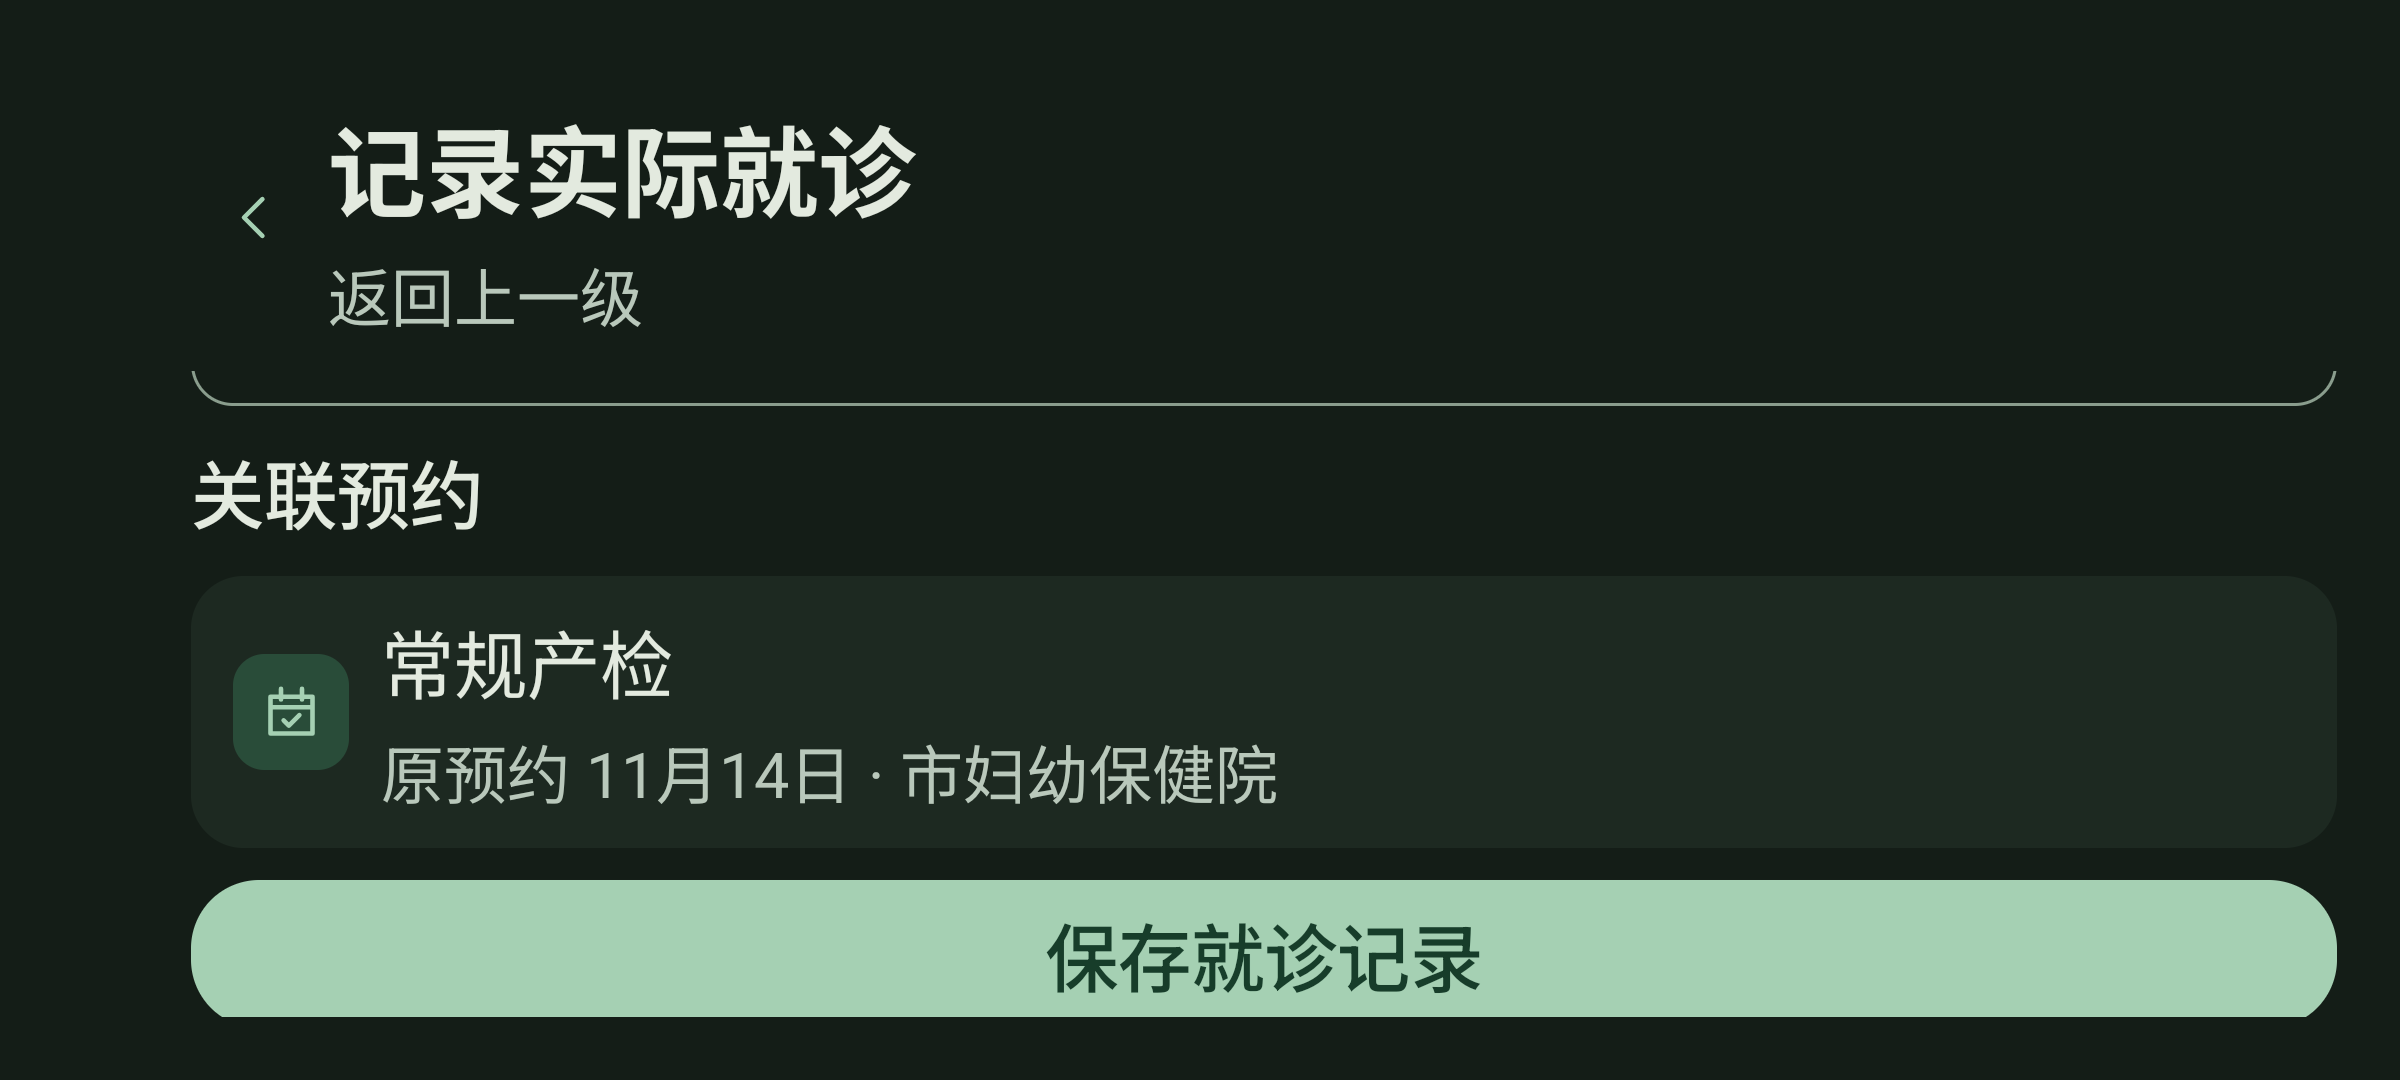 记录实际就诊
返回上一级
关联预约
常规产检
原预约 11月14日 · 市妇幼保健院
保存就诊记录